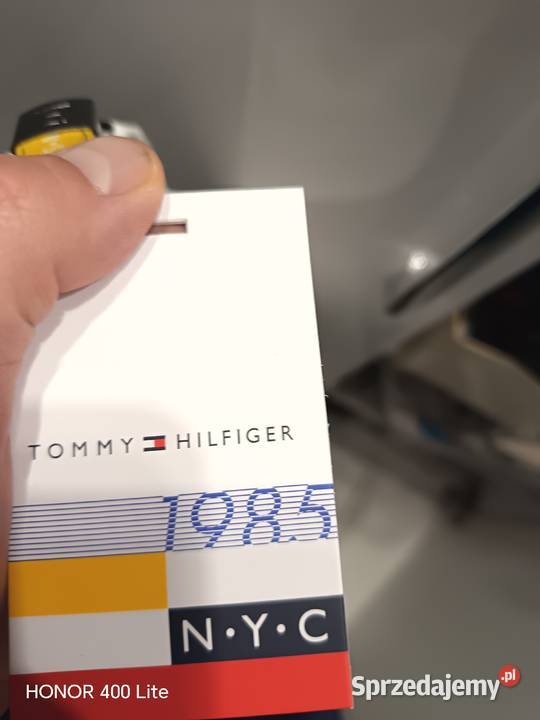 TOMMY HILFIGER
1985
N·Y·C
HONOR 400 Lite
Sprzedajemy.pl